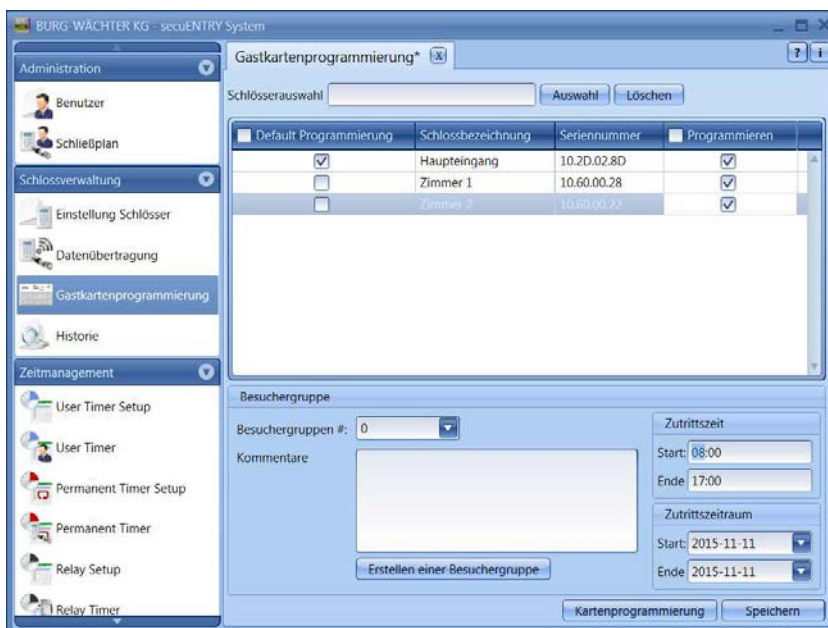 BURG-WÄCHTER KG - secuENTRY System
Administration
Benutzer
Schließplan
Schlossverwaltung
Einstellung Schlösser
Datenübertragung
Gastkartenprogrammierung
Historie
Zeitmanagement
User Timer Setup
User Timer
Permanent Timer Setup
Permanent Timer
Relay Setup
Relay Timer
Gastkartenprogrammierung* X
? i
Schlösserauswahl Auswahl Löschen
Default Programmierung Schlossbezeichnung Seriennummer Programmieren
Haupteingang 10.2D.02.8D
Zimmer 1 10.60.00.28
Zimmer 2 10.60.00.22
Besuchergruppe
Besuchergruppen #: 0
Kommentare
Erstellen einer Besuchergruppe
Zutrittszeit
Start: 08:00
Ende 17:00
Zutrittszeitraum
Start: 2015-11-11
Ende 2015-11-11
Kartenprogrammierung Speichern